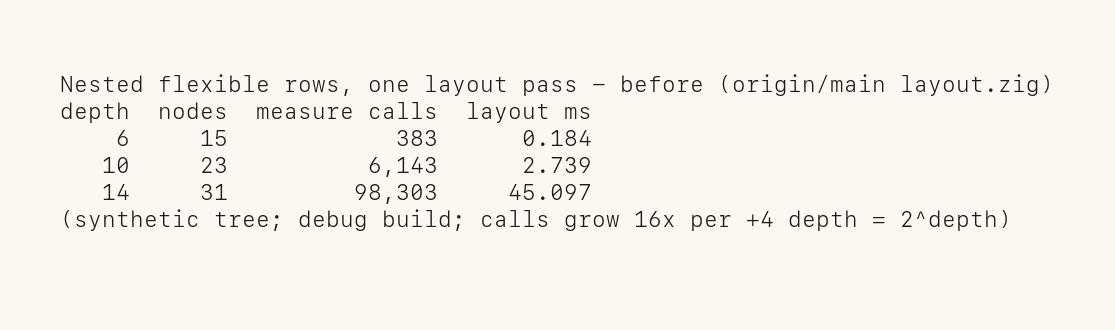 Nested flexible rows, one layout pass — before (origin/main layout.zig)
depth  nodes  measure calls  layout ms
    6     15            383      0.184
   10     23          6,143      2.739
   14     31         98,303     45.097
(synthetic tree; debug build; calls grow 16x per +4 depth = 2^depth)